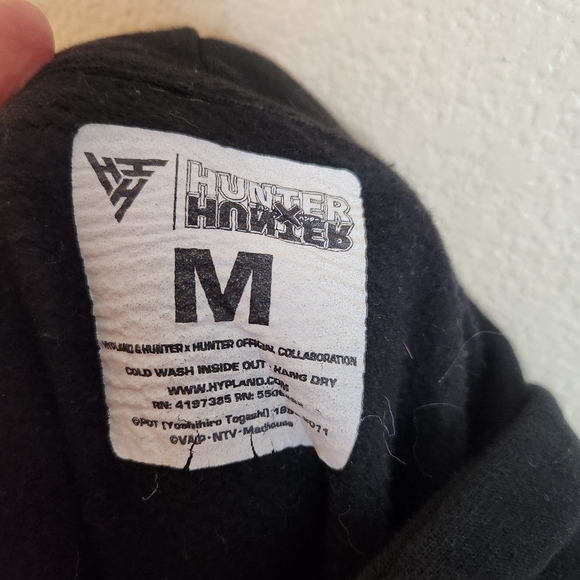 HUNTER
X
HUNTER
M
HYPLAND & HUNTER x HUNTER OFFICIAL COLLABORATION
COLD WASH INSIDE OUT - HANG DRY
WWW.HYPLAND.COM
RN: 4197385 RN:
©POT (Yoshihiro Togashi)
©VAP・NTV・Madhouse